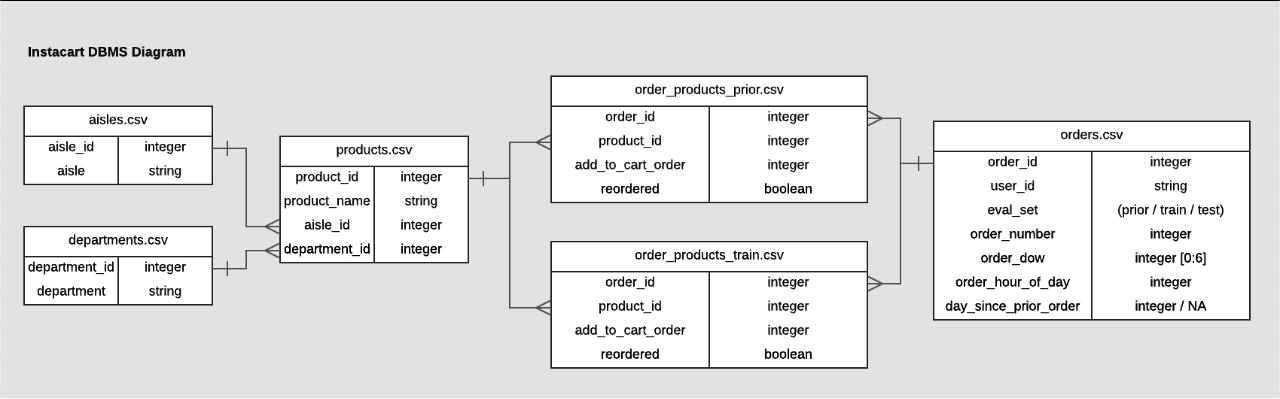 Instacart DBMS Diagram
aisles.csv
aisle_id integer
aisle string
departments.csv
department_id integer
department string
products.csv
product_id integer
product_name string
aisle_id integer
department_id integer
order_products_prior.csv
order_id integer
product_id integer
add_to_cart_order integer
reordered boolean
order_products_train.csv
order_id integer
product_id integer
add_to_cart_order integer
reordered boolean
orders.csv
order_id integer
user_id string
eval_set (prior / train / test)
order_number integer
order_dow integer [0:6]
order_hour_of_day integer
day_since_prior_order integer / NA